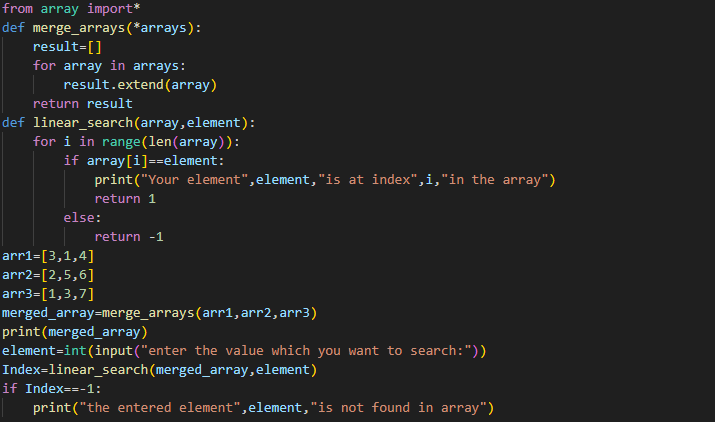 from array import*
def merge_arrays(*arrays):
    result=[]
    for array in arrays:
        result.extend(array)
    return result
def linear_search(array,element):
    for i in range(len(array)):
        if array[i]==element:
            print("Your element",element,"is at index",i,"in the array")
            return 1
        else:
            return -1
arr1=[3,1,4]
arr2=[2,5,6]
arr3=[1,3,7]
merged_array=merge_arrays(arr1,arr2,arr3)
print(merged_array)
element=int(input("enter the value which you want to search:"))
Index=linear_search(merged_array,element)
if Index==-1:
    print("the entered element",element,"is not found in array")